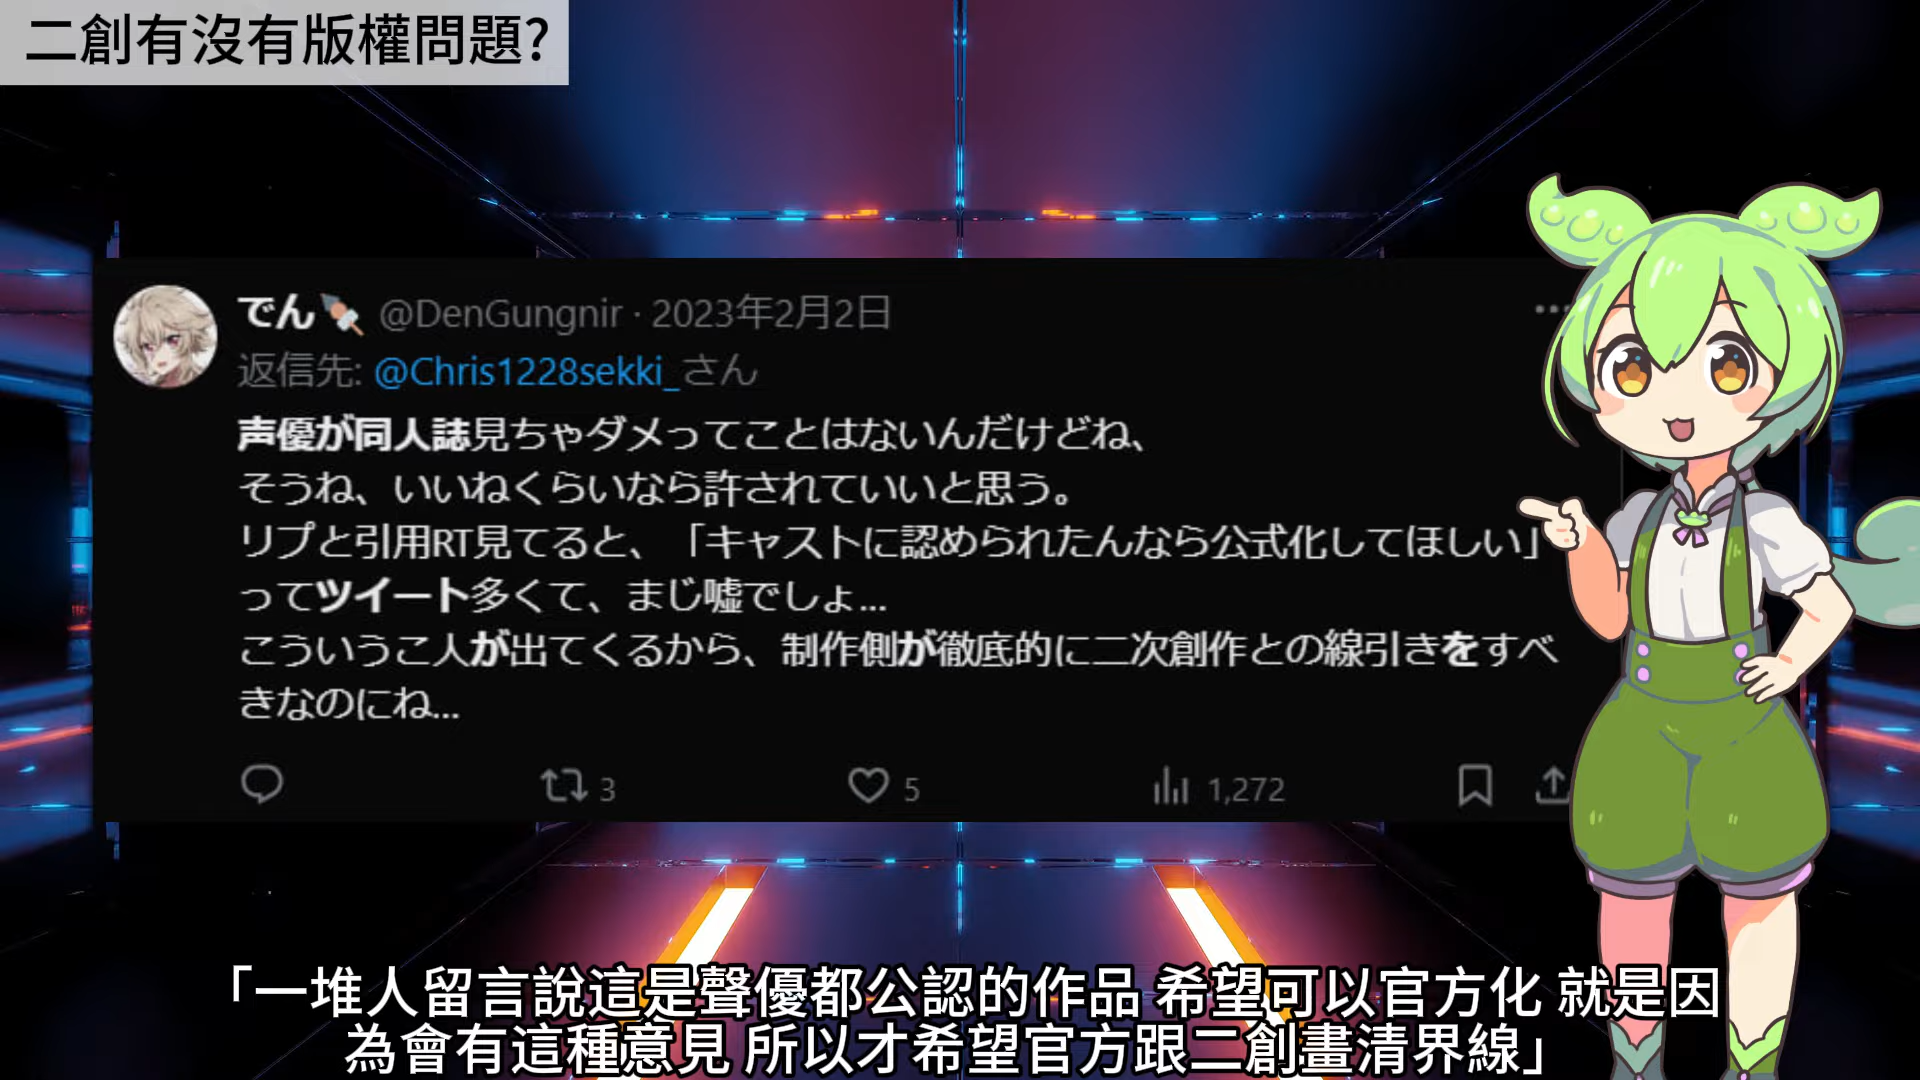 二創有沒有版權問題?
でん🍡 @DenGungnir · 2023年2月2日
返信先: @Chris1228sekki_さん
声優が同人誌見ちゃダメってことはないんだけどね、
そうね、いいねくらいなら許されていいと思う。
リプと引用RT見てると、「キャストに認められたんなら公式化してほしい」
ってツイート多くて、まじ嘘でしょ...
こういうこ人が出てくるから、制作側が徹底的に二次創作との線引きをすべ
きなのにね...
3 5 1,272
「一堆人留言說這是聲優都公認的作品 希望可以官方化 就是因
為會有這種意見 所以才希望官方跟二創畫清界線」